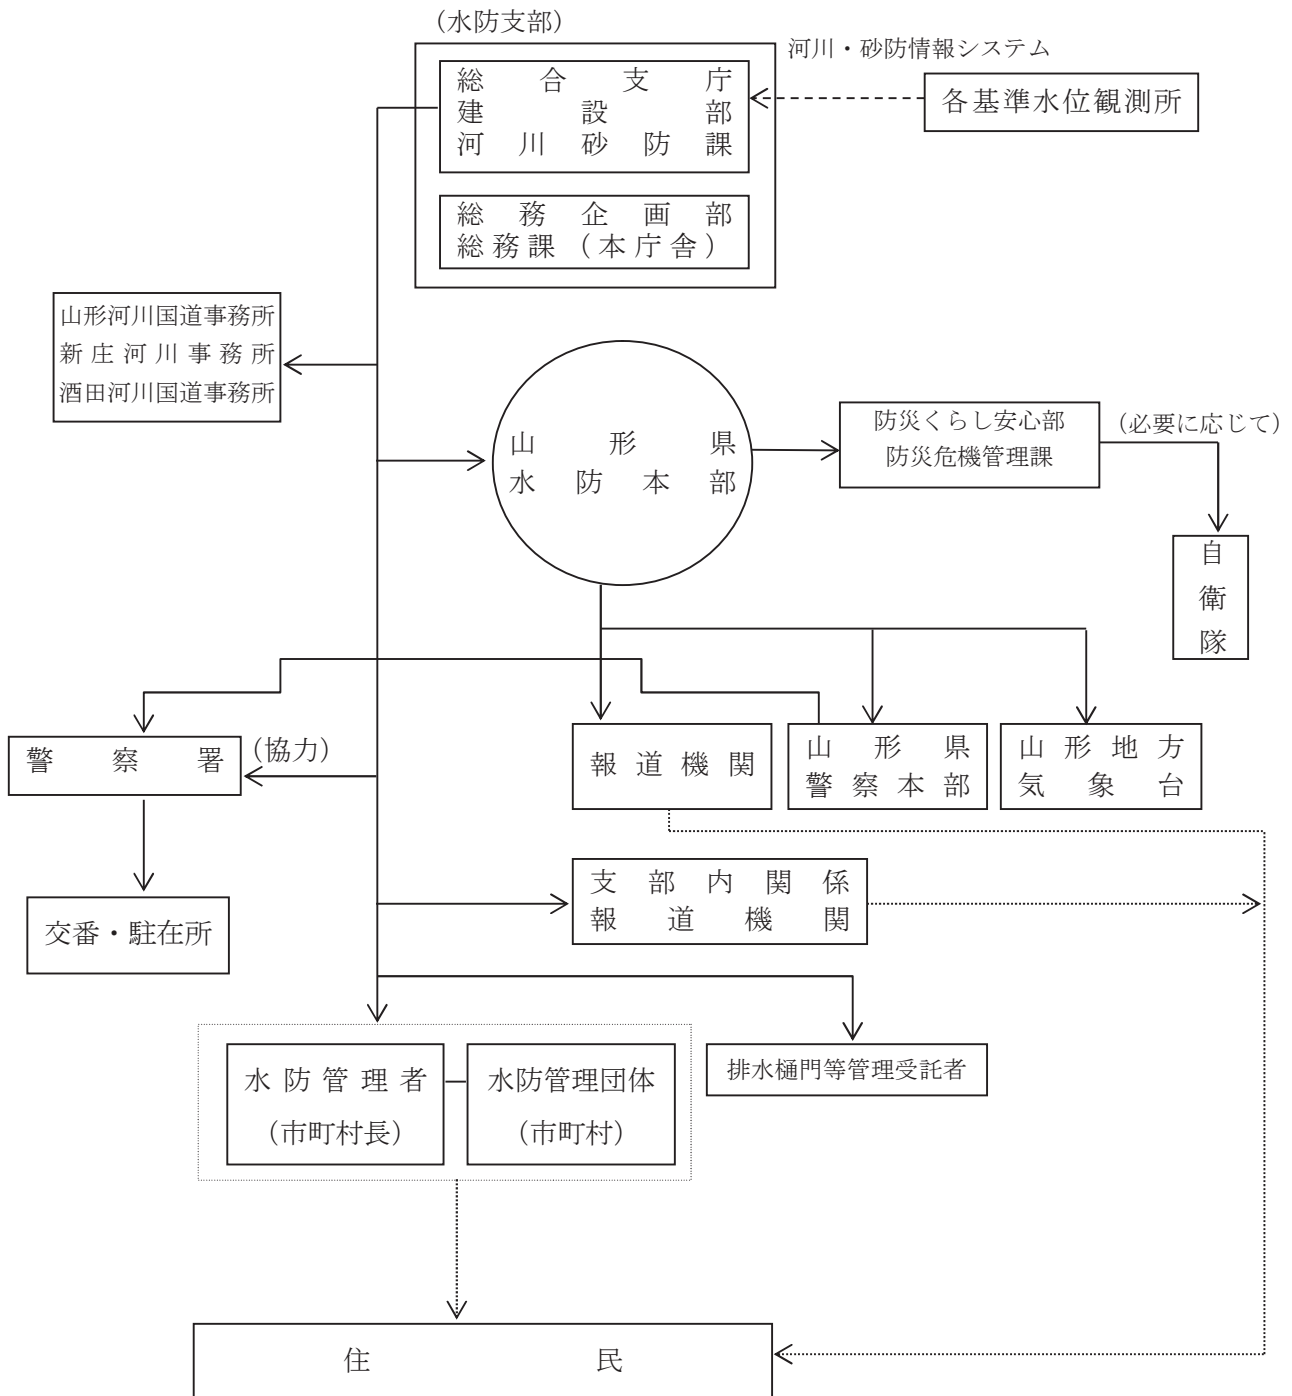 (水防支部)
河川・砂防情報システム
総合支庁
建設部
河川砂防課
各基準水位観測所
総務企画部
総務課(本庁舎)
山形河川国道事務所
新庄河川事務所
酒田河川国道事務所
山形県
水防本部
防災くらし安心部
防災危機管理課
(必要に応じて)
自衛隊
警察署
(協力)
報道機関
山形県
警察本部
山形地方
気象台
支部内関係
報道機関
交番・駐在所
水防管理者
(市町村長)
水防管理団体
(市町村)
排水樋門等管理受託者
住民